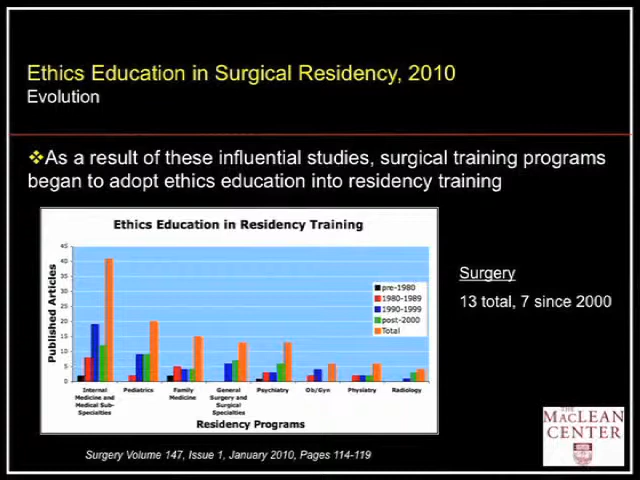 Ethics Education in Surgical Residency, 2010
Evolution
❖As a result of these influential studies, surgical training programs
began to adopt ethics education into residency training
Ethics Education in Residency Training
Published Articles
45
40
35
30
25
20
15
10
5
0
pre-1980
1980-1989
1990-1999
post-2000
Total
Internal
Medicine and
Medical Sub-
Specialties
Pediatrics
Family
Medicine
General
Surgery and
Surgical
Specialties
Psychiatry
Ob/Gyn
Physiatry
Radiology
Residency Programs
Surgery
13 total, 7 since 2000
THE
MACLEAN
CENTER
Surgery Volume 147, Issue 1, January 2010, Pages 114-119